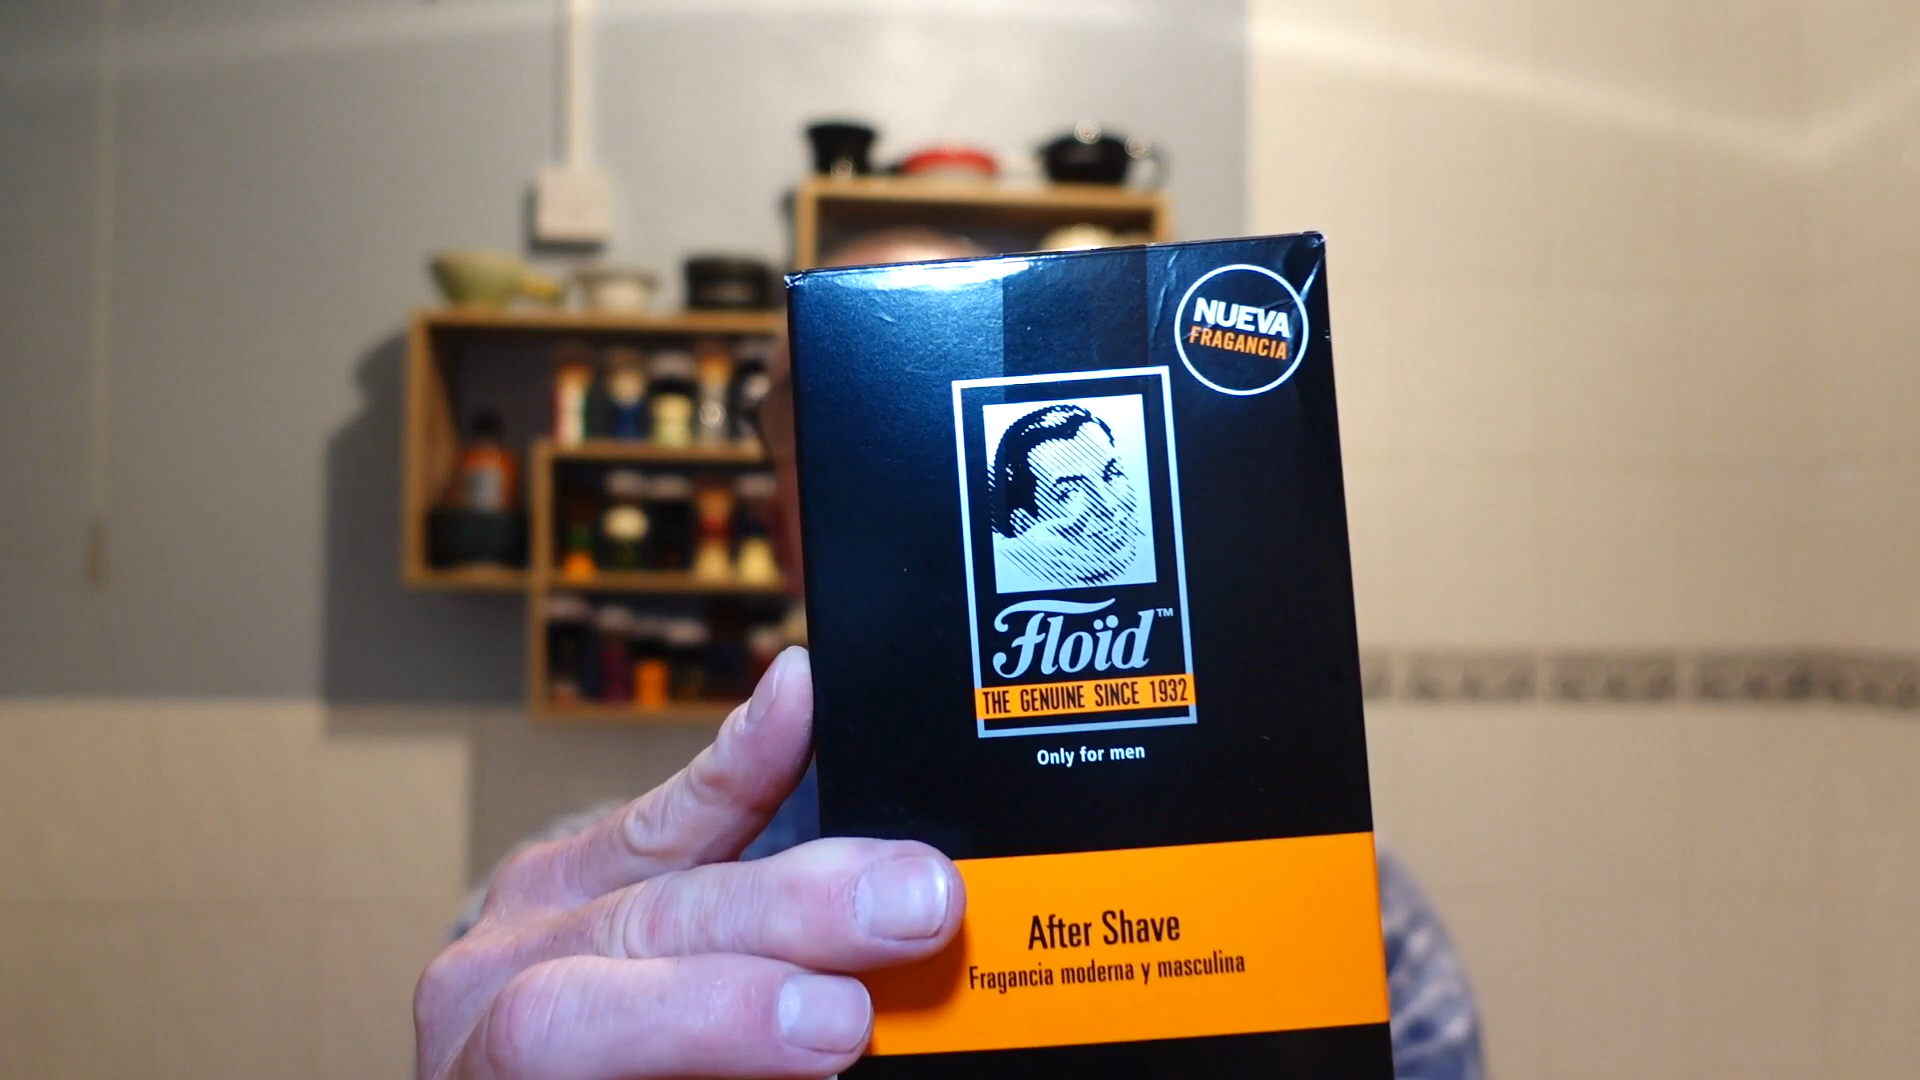 NUEVA
FRAGANCIA
Floïd™
THE GENUINE SINCE 1932
Only for men
After Shave
Fragancia moderna y masculina